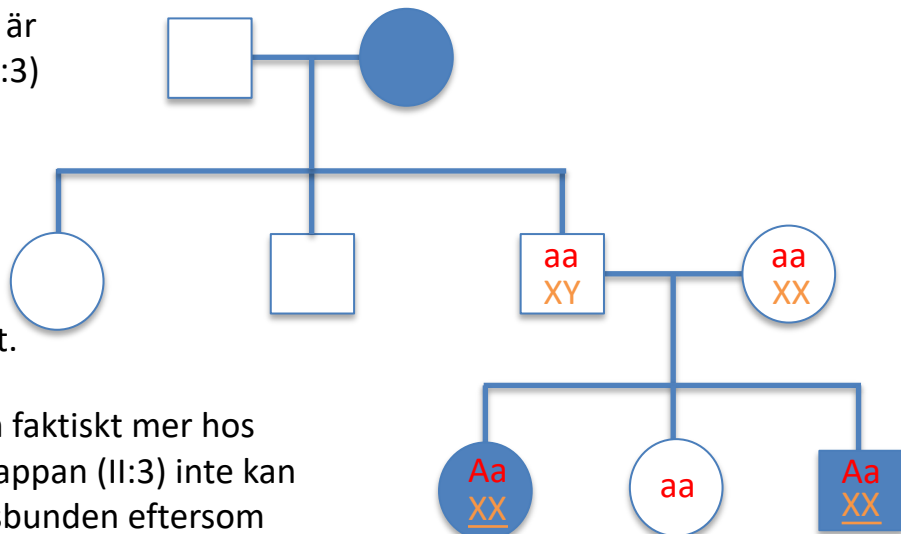 är
:3)
aa
XY
aa
XX
t.
faktiskt mer hos
appan (II:3) inte kan
sbunden eftersom
Aa
XX
aa
Aa
XX